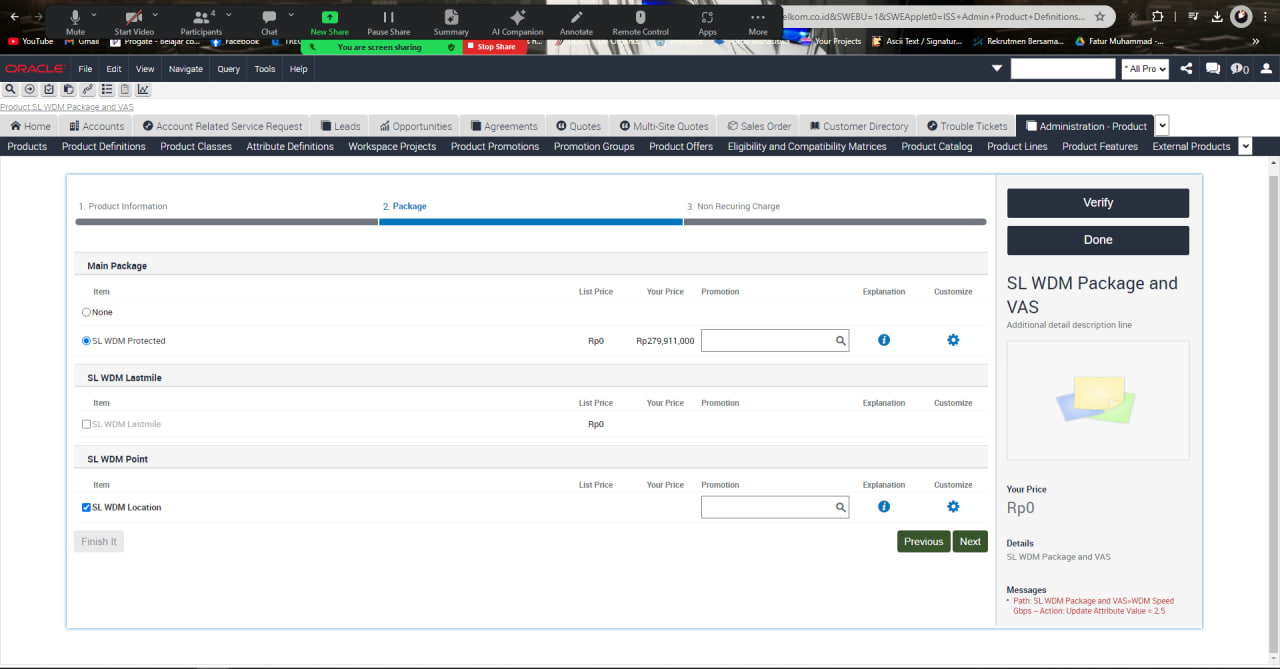 Mute
Start Video
Participants
4
Chat
New Share
Pause Share
Summary
AI Companion
Annotate
Remote Control
Apps
More
elkom.co.id&SWEBU=1&SWEApplet0=ISS+Admin+Product+Definitions...
YouTube
Gmail
Progate - Belajar co...
Facebook
You are screen sharing
Stop Share
Your Projects
Ascii Text / Signatur...
Rekrutmen Bersama...
Fatur Muhammad -...
ORACLE
File Edit View Navigate Query Tools Help
* All Pro
0
Product SL WDM Package and VAS
Home Accounts Account Related Service Request Leads Opportunities Agreements Quotes Multi-Site Quotes Sales Order Customer Directory Trouble Tickets Administration - Product
Products Product Definitions Product Classes Attribute Definitions Workspace Projects Product Promotions Promotion Groups Product Offers Eligibility and Compatibility Matrices Product Catalog Product Lines Product Features External Products
1. Product Information 2. Package 3. Non Recuring Charge
Main Package
Item List Price Your Price Promotion Explanation Customize
None
SL WDM Protected Rp0 Rp279,911,000
SL WDM Lastmile
Item List Price Your Price Promotion Explanation Customize
SL WDM Lastmile Rp0
SL WDM Point
Item List Price Your Price Promotion Explanation Customize
SL WDM Location
Finish It Previous Next
Verify
Done
SL WDM Package and
VAS
Additional detail description line
Your Price
Rp0
Details
SL WDM Package and VAS
Messages
• Path: SL WDM Package and VAS>WDM Speed
Gbps – Action: Update Attribute Value = 2.5